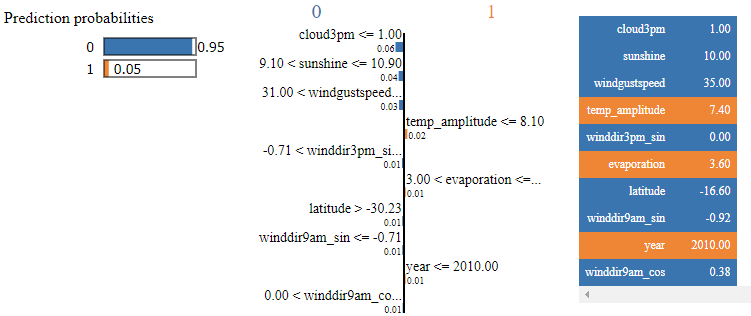 Prediction probabilities
0 0.95
1 0.05
0 1
cloud3pm <= 1.00
0.06
9.10 < sunshine <= 10.90
0.04
31.00 < windgustspeed...
0.03
temp_amplitude <= 8.10
0.02
-0.71 < winddir3pm_si...
0.01
3.00 < evaporation <=...
0.01
latitude > -30.23
0.01
winddir9am_sin <= -0.71
0.01
year <= 2010.00
0.01
0.00 < winddir9am_co...
0.01
cloud3pm 1.00
sunshine 10.00
windgustspeed 35.00
temp_amplitude 7.40
winddir3pm_sin 0.00
evaporation 3.60
latitude -16.60
winddir9am_sin -0.92
year 2010.00
winddir9am_cos 0.38